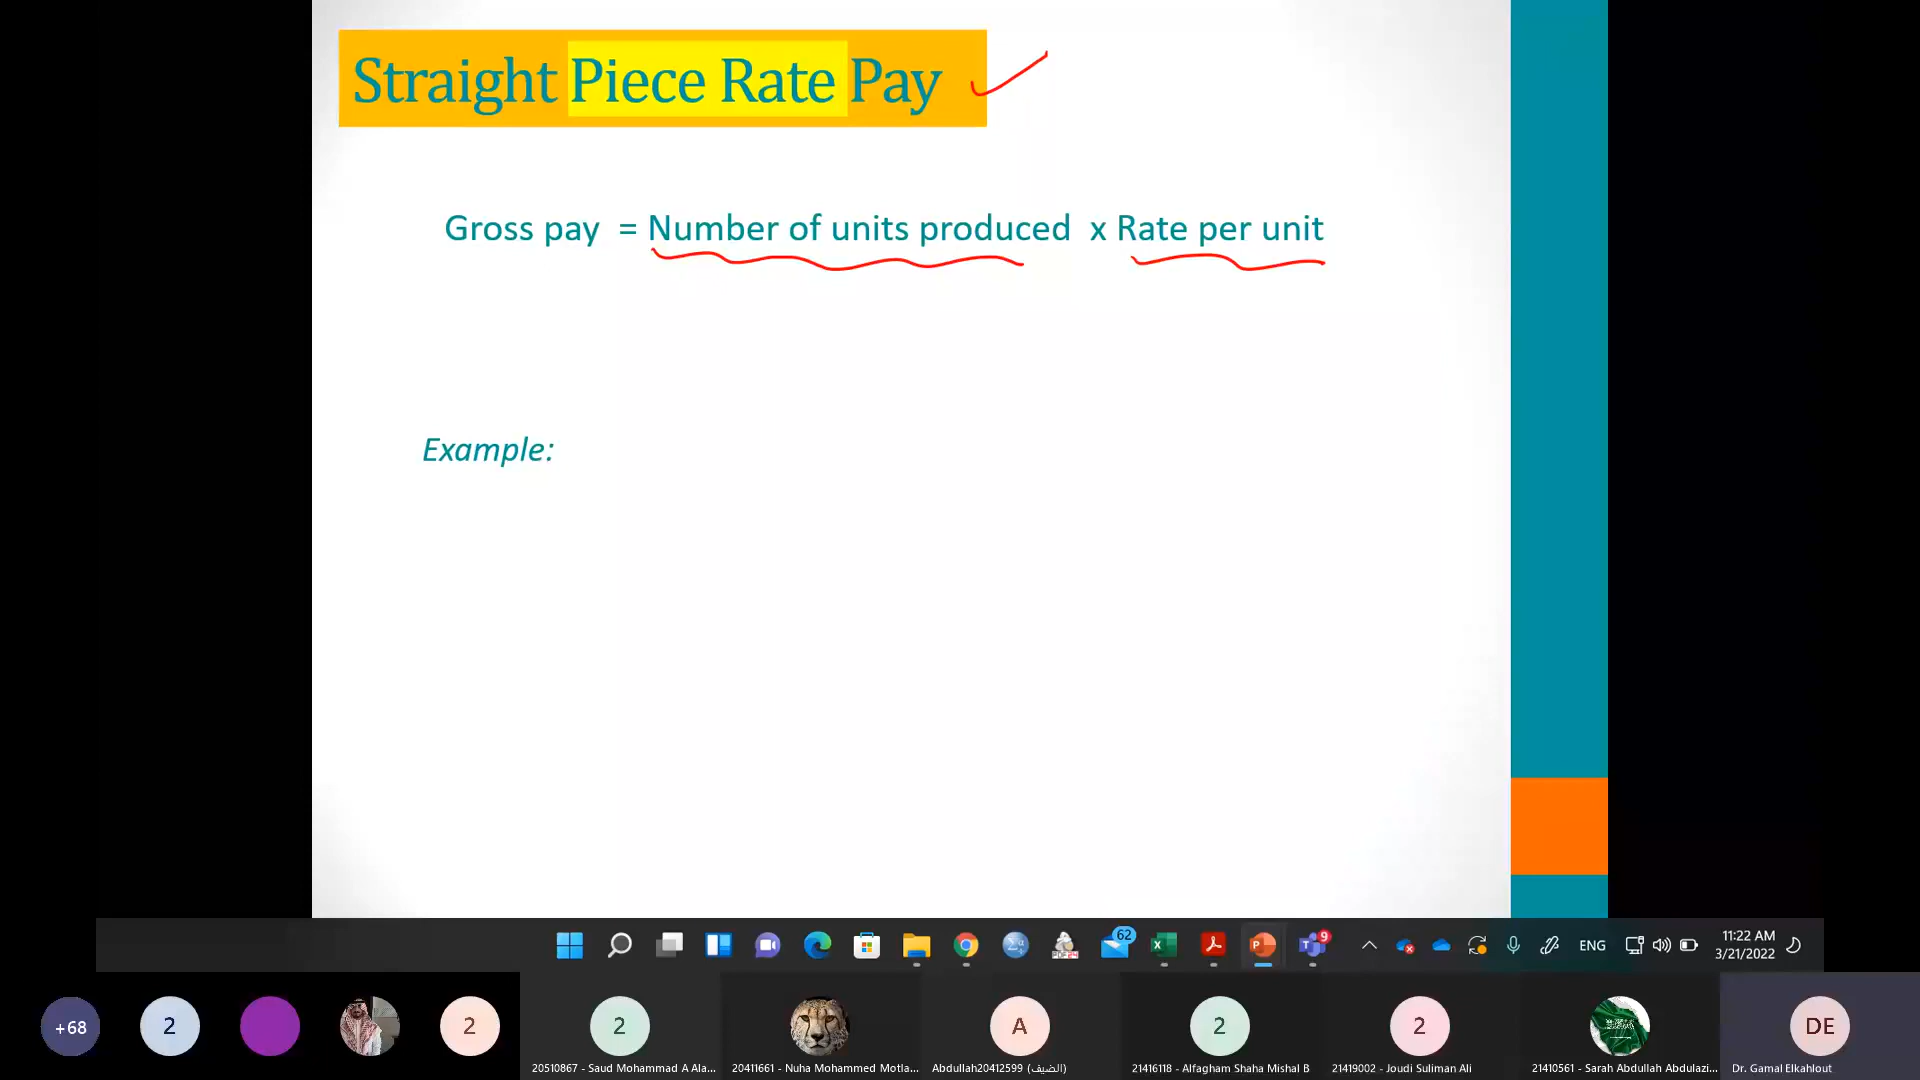 Straight Piece Rate Pay
Gross pay = Number of units produced x Rate per unit
Example:
62
9
ENG
11:22 AM
3/21/2022
+68
2
2
2
A
2
2
DE
20510867 - Saud Mohammad A Ala...
20411661 - Nuha Mohammed Motla...
Abdullah20412599 (الضيف)
21416118 - Alfagham Shaha Mishal B
21419002 - Joudi Suliman Ali
21410561 - Sarah Abdullah Abdulazi...
Dr. Gamal Elkahlout